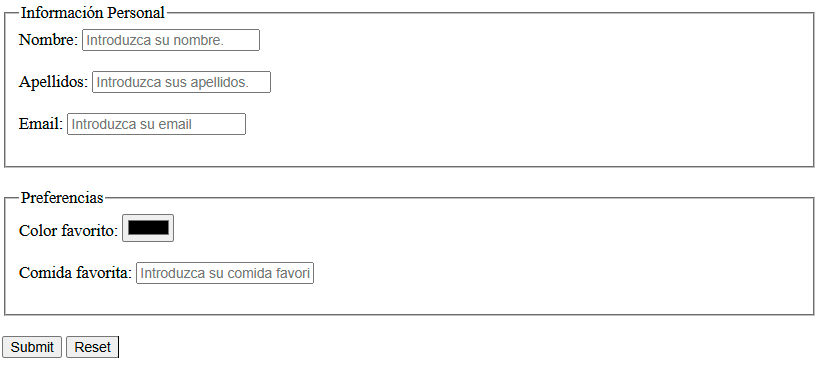 Información Personal
Nombre: Introduzca su nombre.
Apellidos: Introduzca sus apellidos.
Email: Introduzca su email
Preferencias
Color favorito:
Comida favorita: Introduzca su comida favori
Submit Reset